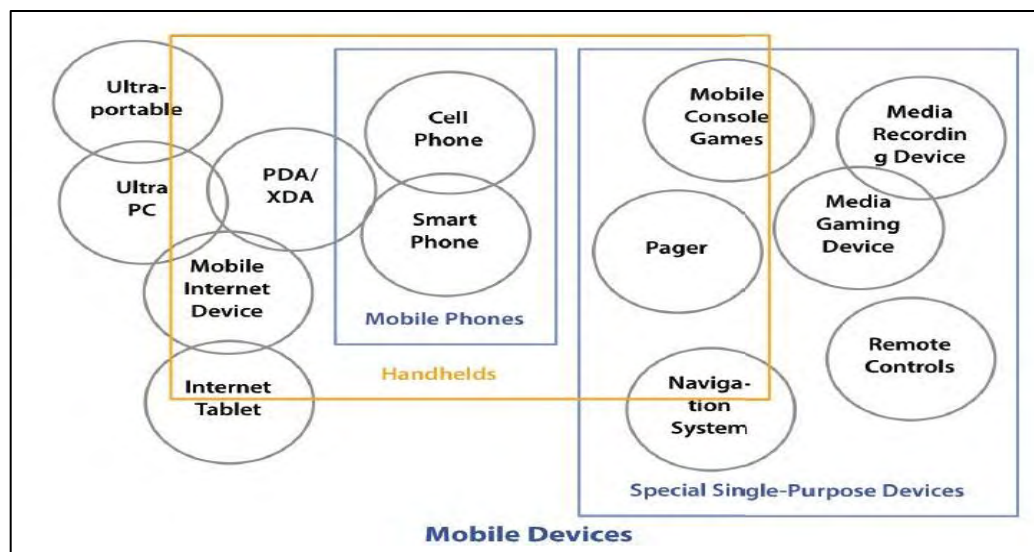 Ultra-
portable
Ultra
PC
PDA/
XDA
Mobile
Internet
Device
Internet
Tablet
Cell
Phone
Smart
Phone
Mobile Phones
Handhelds
Mobile
Console
Games
Media
Recordin
g Device
Media
Gaming
Device
Pager
Remote
Controls
Naviga-
tion
System
Special Single-Purpose Devices
Mobile Devices